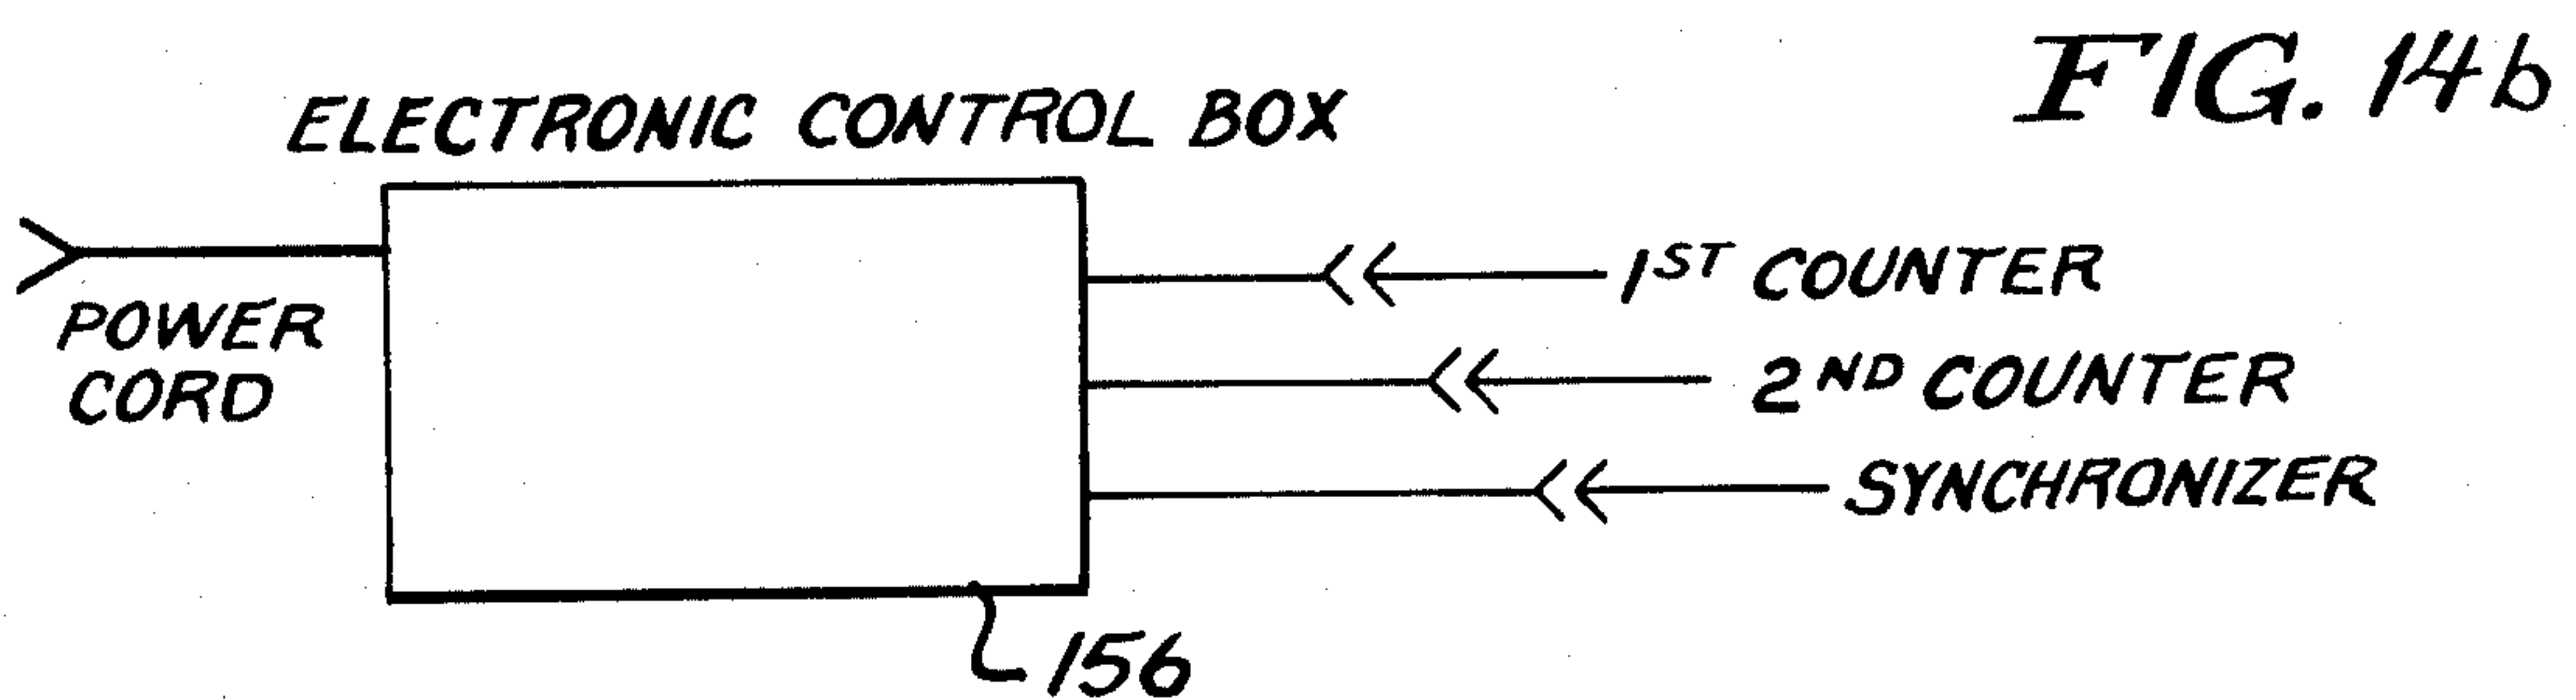 FIG. 14b
ELECTRONIC CONTROL BOX
POWER
CORD
1ST COUNTER
2ND COUNTER
SYNCHRONIZER
156